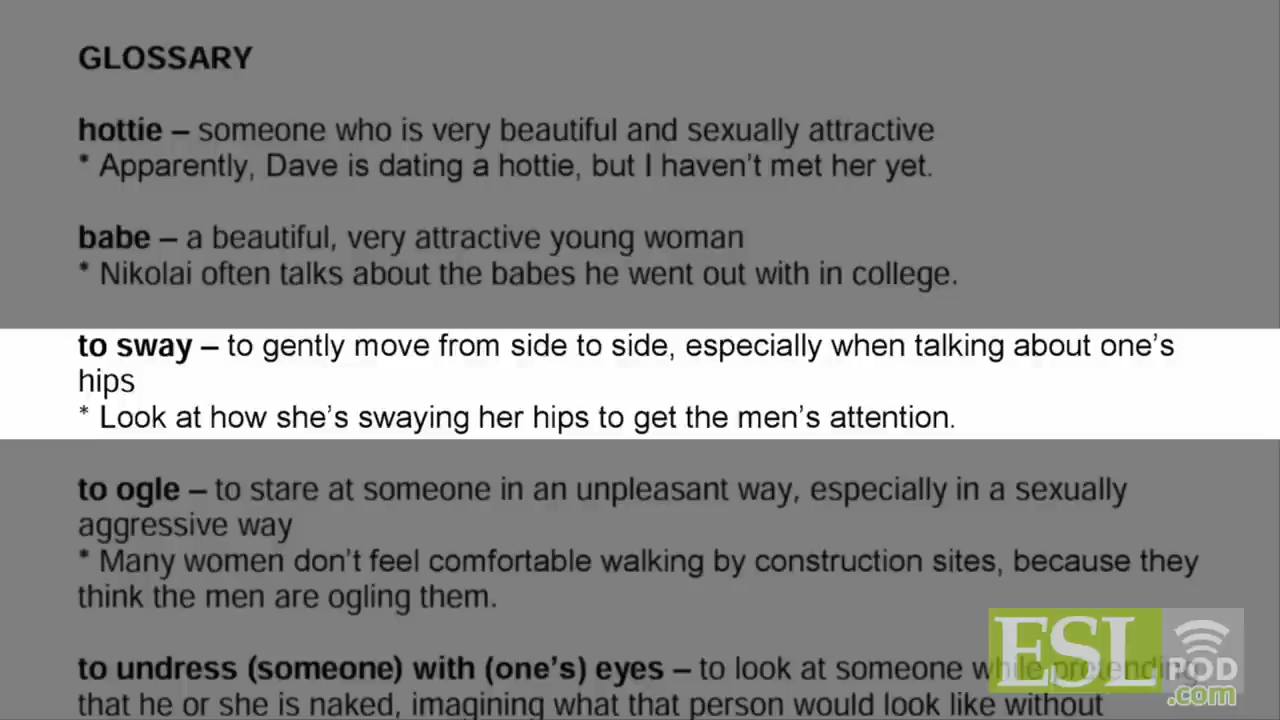 GLOSSARY
hottie – someone who is very beautiful and sexually attractive
* Apparently, Dave is dating a hottie, but I haven't met her yet.
babe – a beautiful, very attractive young woman
* Nikolai often talks about the babes he went out with in college.
to sway – to gently move from side to side, especially when talking about one's
hips
* Look at how she's swaying her hips to get the men's attention.
to ogle – to stare at someone in an unpleasant way, especially in a sexually
aggressive way
* Many women don't feel comfortable walking by construction sites, because they
think the men are ogling them.
to undress (someone) with (one's) eyes – to look at someone while pretending
that he or she is naked, imagining what that person would look like without
ESL POD
.com